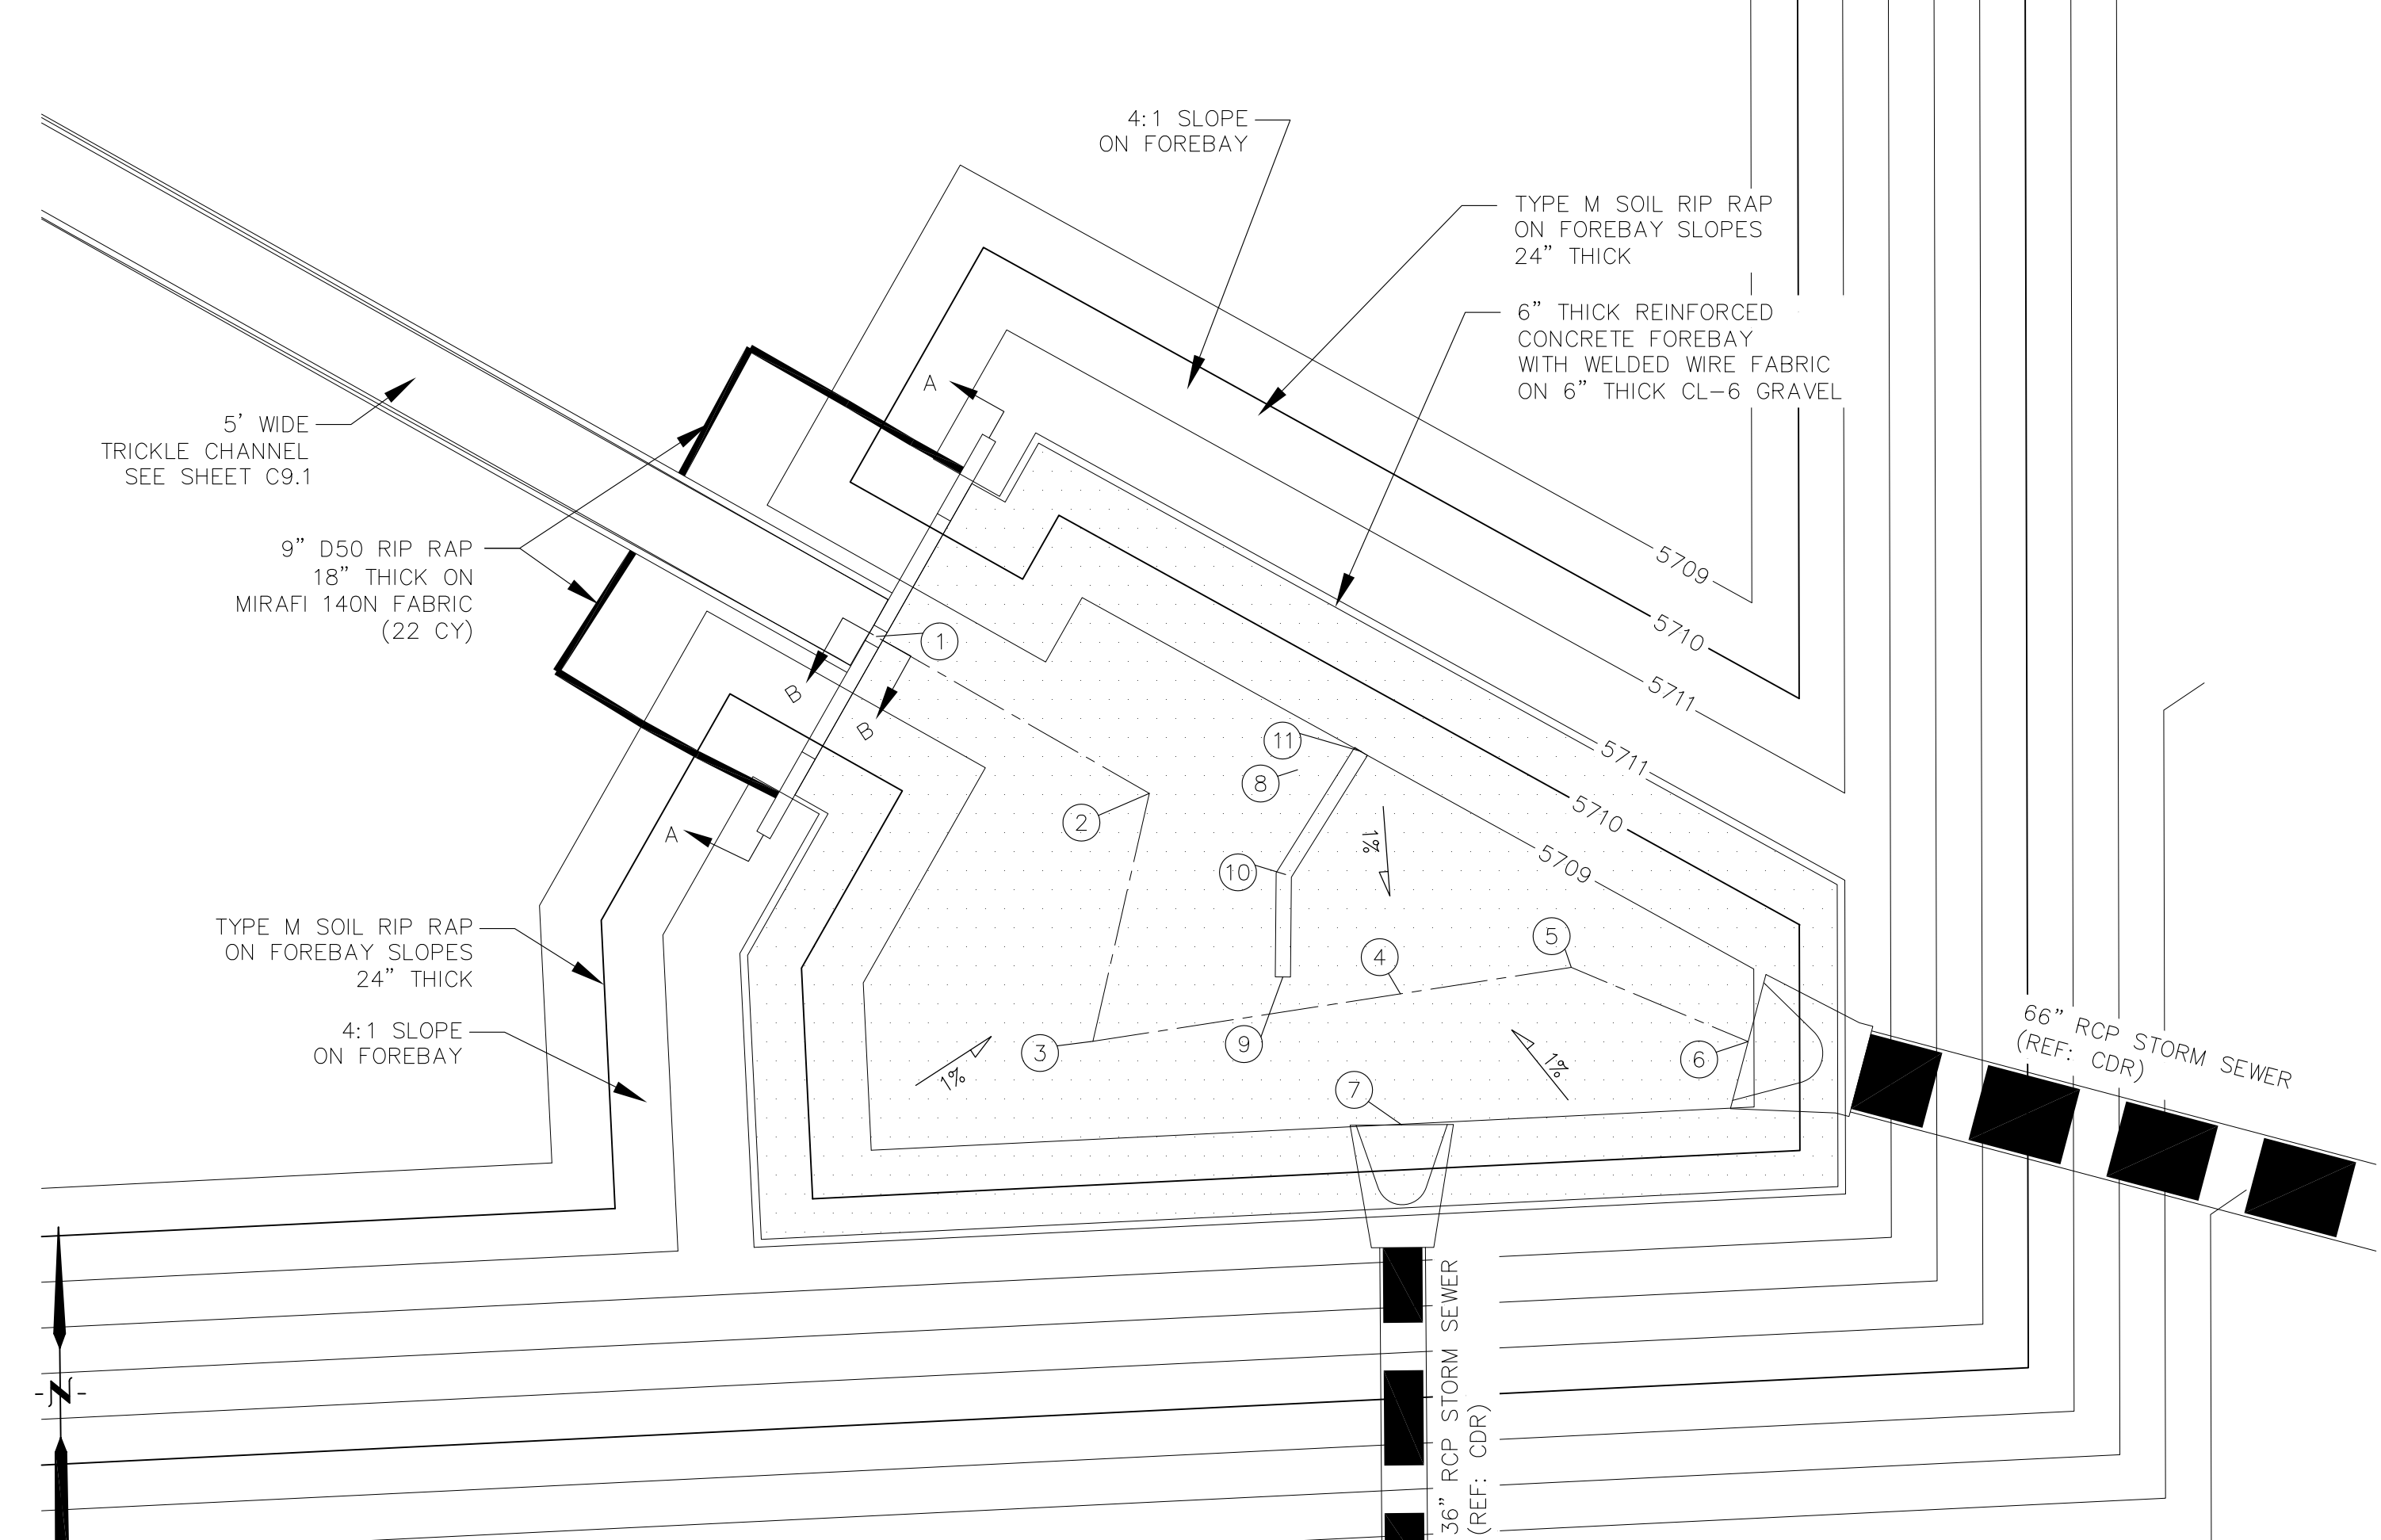 4:1 SLOPE
ON FOREBAY
TYPE M SOIL RIP RAP
ON FOREBAY SLOPES
24” THICK
6” THICK REINFORCED
CONCRETE FOREBAY
WITH WELDED WIRE FABRIC
ON 6” THICK CL-6 GRAVEL
A
5’ WIDE
TRICKLE CHANNEL
SEE SHEET C9.1
9” D50 RIP RAP
18” THICK ON
MIRAFI 140N FABRIC
(22 CY)
5709
5710
5711
1
B
B
11
8
5711
2
5710
A
1%
5709
10
TYPE M SOIL RIP RAP
ON FOREBAY SLOPES
24” THICK
4:1 SLOPE
ON FOREBAY
5
4
3
9
6
1%
1%
7
66” RCP STORM SEWER
(REF: CDR)
36” RCP STORM SEWER
(REF: CDR)
-N-